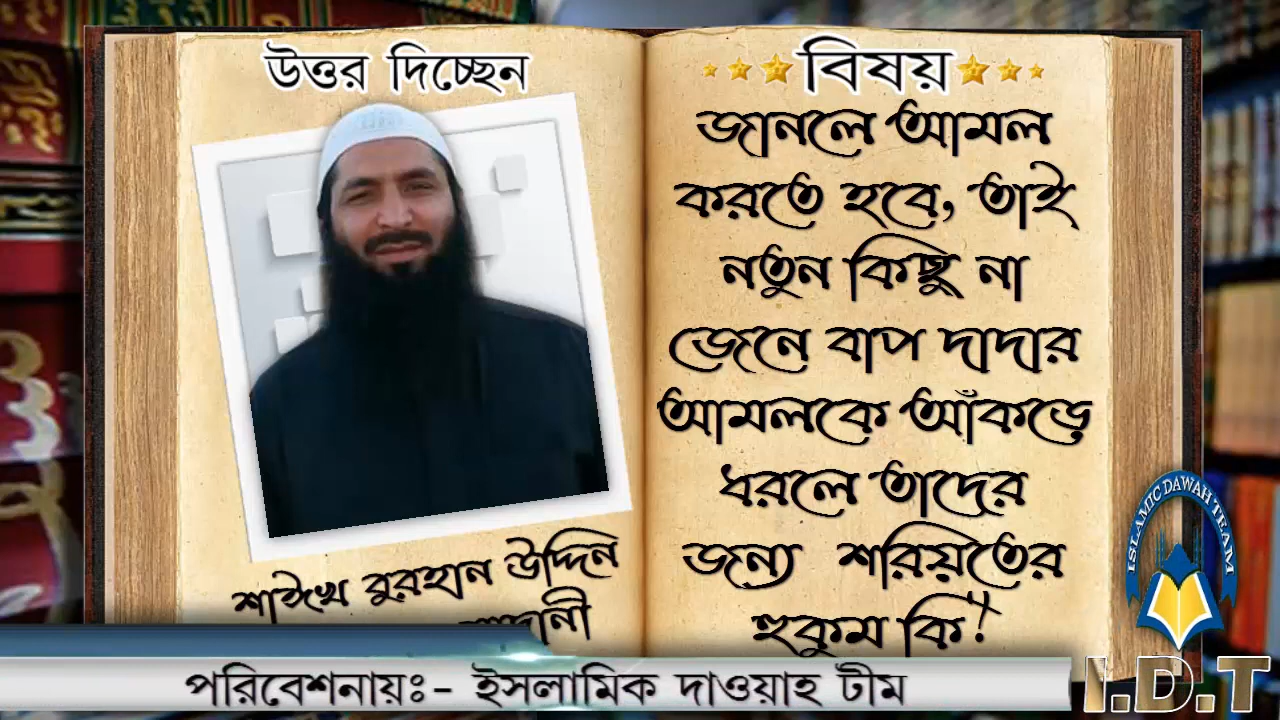 উত্তর দিচ্ছেন
শাঈখ বুরহান উদ্দিন
বিষয়
জানলে আমল
করতে হবে, তাই
নতুন কিছু না
জেনে বাপ দাদার
আমলকে আঁকড়ে
ধরলে তাদের
জন্য শরিয়তের
হুকুম কি?
ISLAMIC DAWAH TEAM
পরিবেশনায়ঃ- ইসলামিক দাওয়াহ টীম
I.D.T